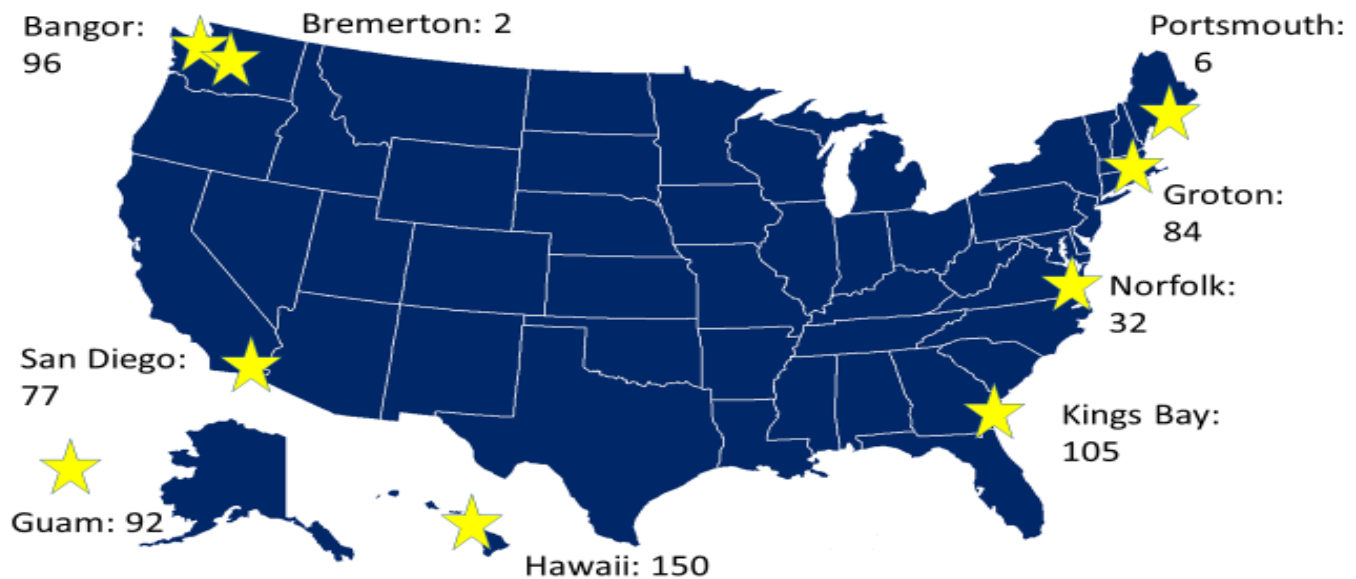 Bangor:
96
Bremerton: 2
Portsmouth:
6
Groton:
84
Norfolk:
32
San Diego:
77
Kings Bay:
105
Guam: 92
Hawaii: 150